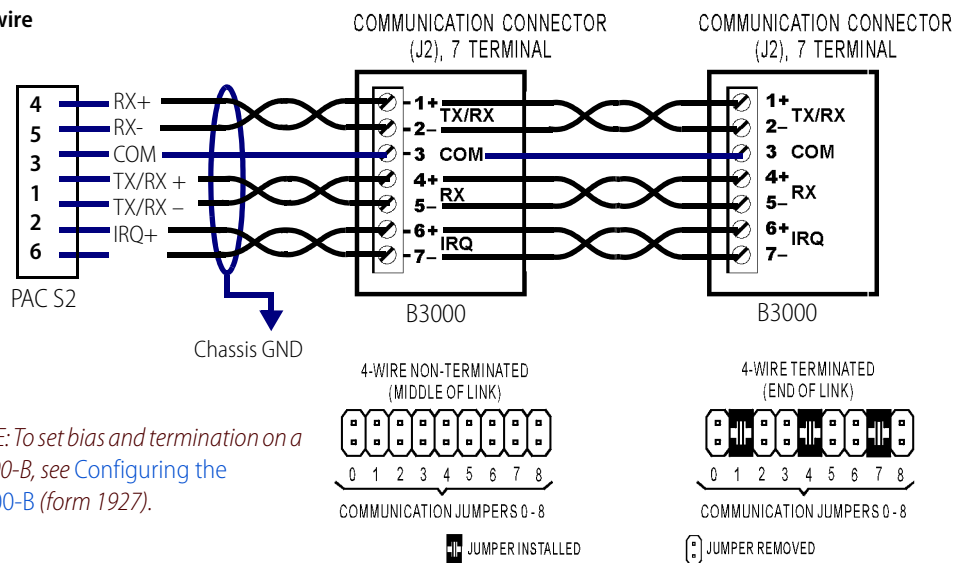 wire
COMMUNICATION CONNECTOR
(J2), 7 TERMINAL
COMMUNICATION CONNECTOR
(J2), 7 TERMINAL
4 RX+
5 RX-
3 COM
1 TX/RX +
2 TX/RX –
6 IRQ+
PAC S2
Chassis GND
-1+
TX/RX
-2–
-3 COM
4+
RX
5–
-6+
IRQ
-7–
B3000
1+
TX/RX
2–
3 COM
4+
RX
5–
6+
IRQ
7–
B3000
4-WIRE NON-TERMINATED
(MIDDLE OF LINK)
0 1 2 3 4 5 6 7 8
COMMUNICATION JUMPERS 0 - 8
4-WIRE TERMINATED
(END OF LINK)
0 1 2 3 4 5 6 7 8
COMMUNICATION JUMPERS 0 - 8
JUMPER INSTALLED
JUMPER REMOVED
E: To set bias and termination on a
00-B, see Configuring the
00-B (form 1927).